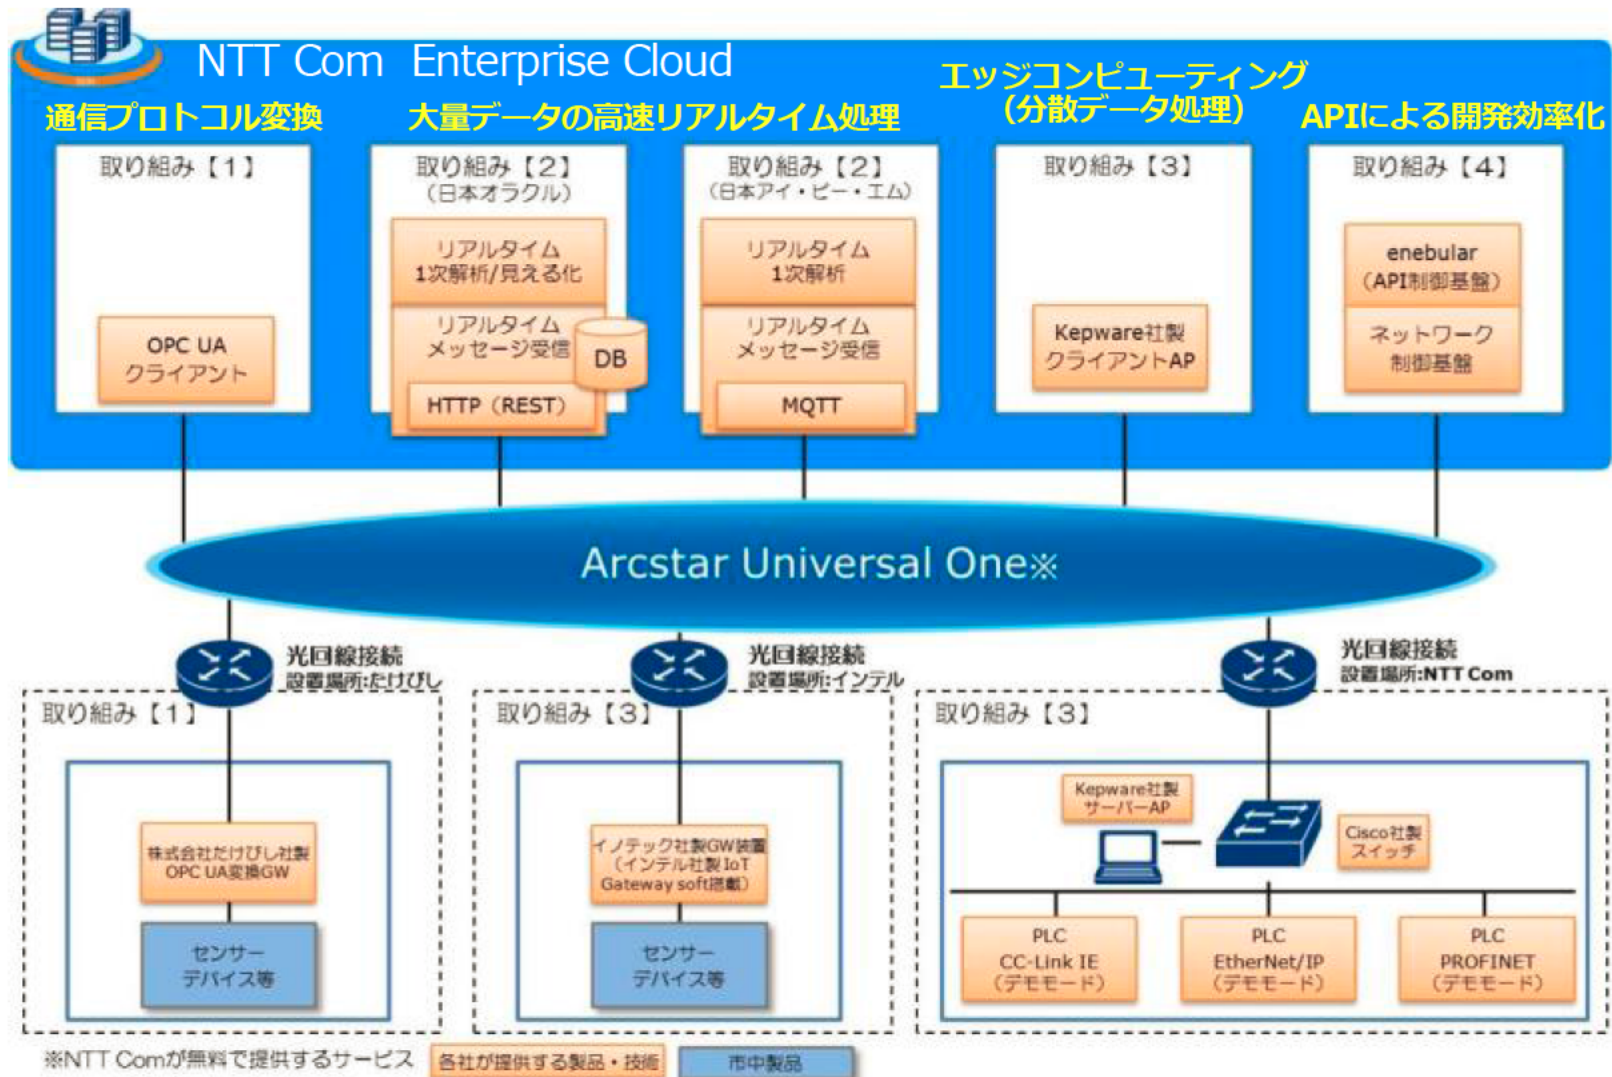 NTT Com Enterprise Cloud
通信プロトコル変換
大量データの高速リアルタイム処理
エッジコンピューティング
（分散データ処理）
APIによる開発効率化
取り組み【1】
OPC UA
クライアント
取り組み【2】
（日本オラクル）
リアルタイム
1次解析/見える化
リアルタイム
メッセージ受信
DB
HTTP（REST）
取り組み【2】
（日本アイ・ビー・エム）
リアルタイム
1次解析
リアルタイム
メッセージ受信
MQTT
取り組み【3】
Kepware社製
クライアントAP
取り組み【4】
enebular
（API制御基盤）
ネットワーク
制御基盤
Arcstar Universal One※
光回線接続
設置場所:たけびし
取り組み【1】
株式会社だけびし社製
OPC UA変換GW
センサー
デバイス等
光回線接続
設置場所:インテル
取り組み【3】
イノテック社製GW装置
（インテル社製 IoT
Gateway soft搭載）
センサー
デバイス等
光回線接続
設置場所:NTT Com
取り組み【3】
Kepware社製
サーバーAP
Cisco社製
スイッチ
PLC
CC-Link IE
（デモモード）
PLC
EtherNet/IP
（デモモード）
PLC
PROFINET
（デモモード）
※NTT Comが無料で提供するサービス
各社が提供する製品・技術
市中製品